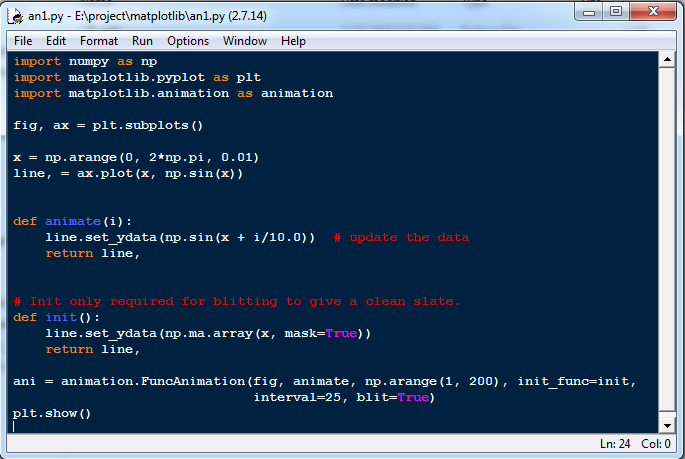 an1.py - E:\project\matplotlib\an1.py (2.7.14)
File Edit Format Run Options Window Help
import numpy as np
import matplotlib.pyplot as plt
import matplotlib.animation as animation
fig, ax = plt.subplots()
x = np.arange(0, 2*np.pi, 0.01)
line, = ax.plot(x, np.sin(x))
def animate(i):
    line.set_ydata(np.sin(x + i/10.0))  # update the data
    return line,
# Init only required for blitting to give a clean slate.
def init():
    line.set_ydata(np.ma.array(x, mask=True))
    return line,
ani = animation.FuncAnimation(fig, animate, np.arange(1, 200), init_func=init,
                              interval=25, blit=True)
plt.show()
Ln: 24 Col: 0